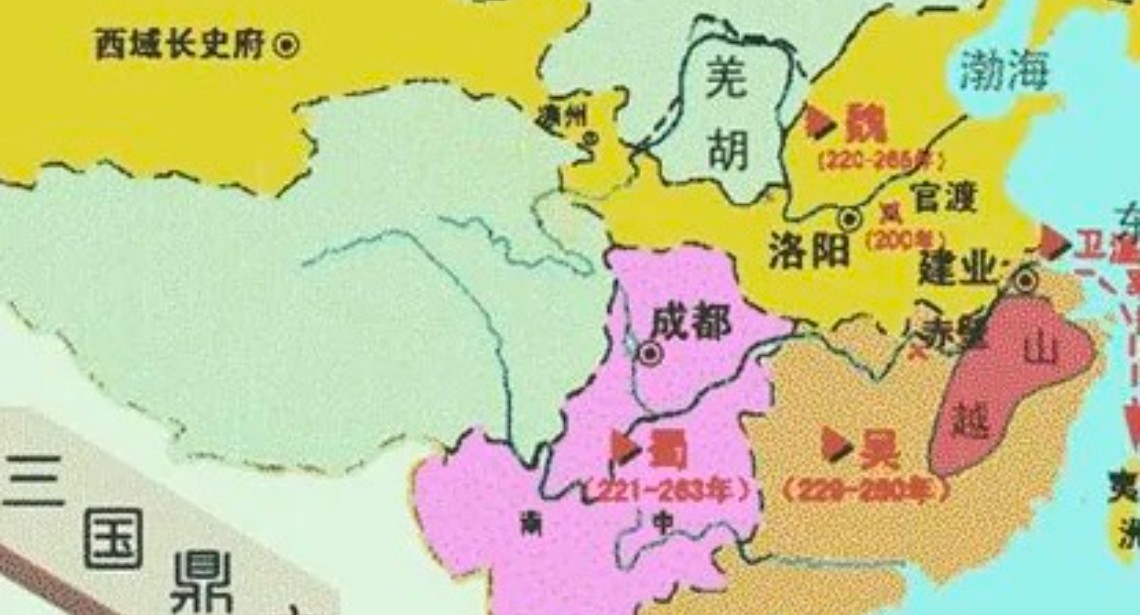 西域长史府
渤海
羌
胡
凉州
魏
(220-265年)
官渡
(200年)
洛阳
东
卫温
建业
赤壁
成都
山
越
蜀
(221-263年)
吴
(229-280年)
南 中
夷
洲
三
国
鼎